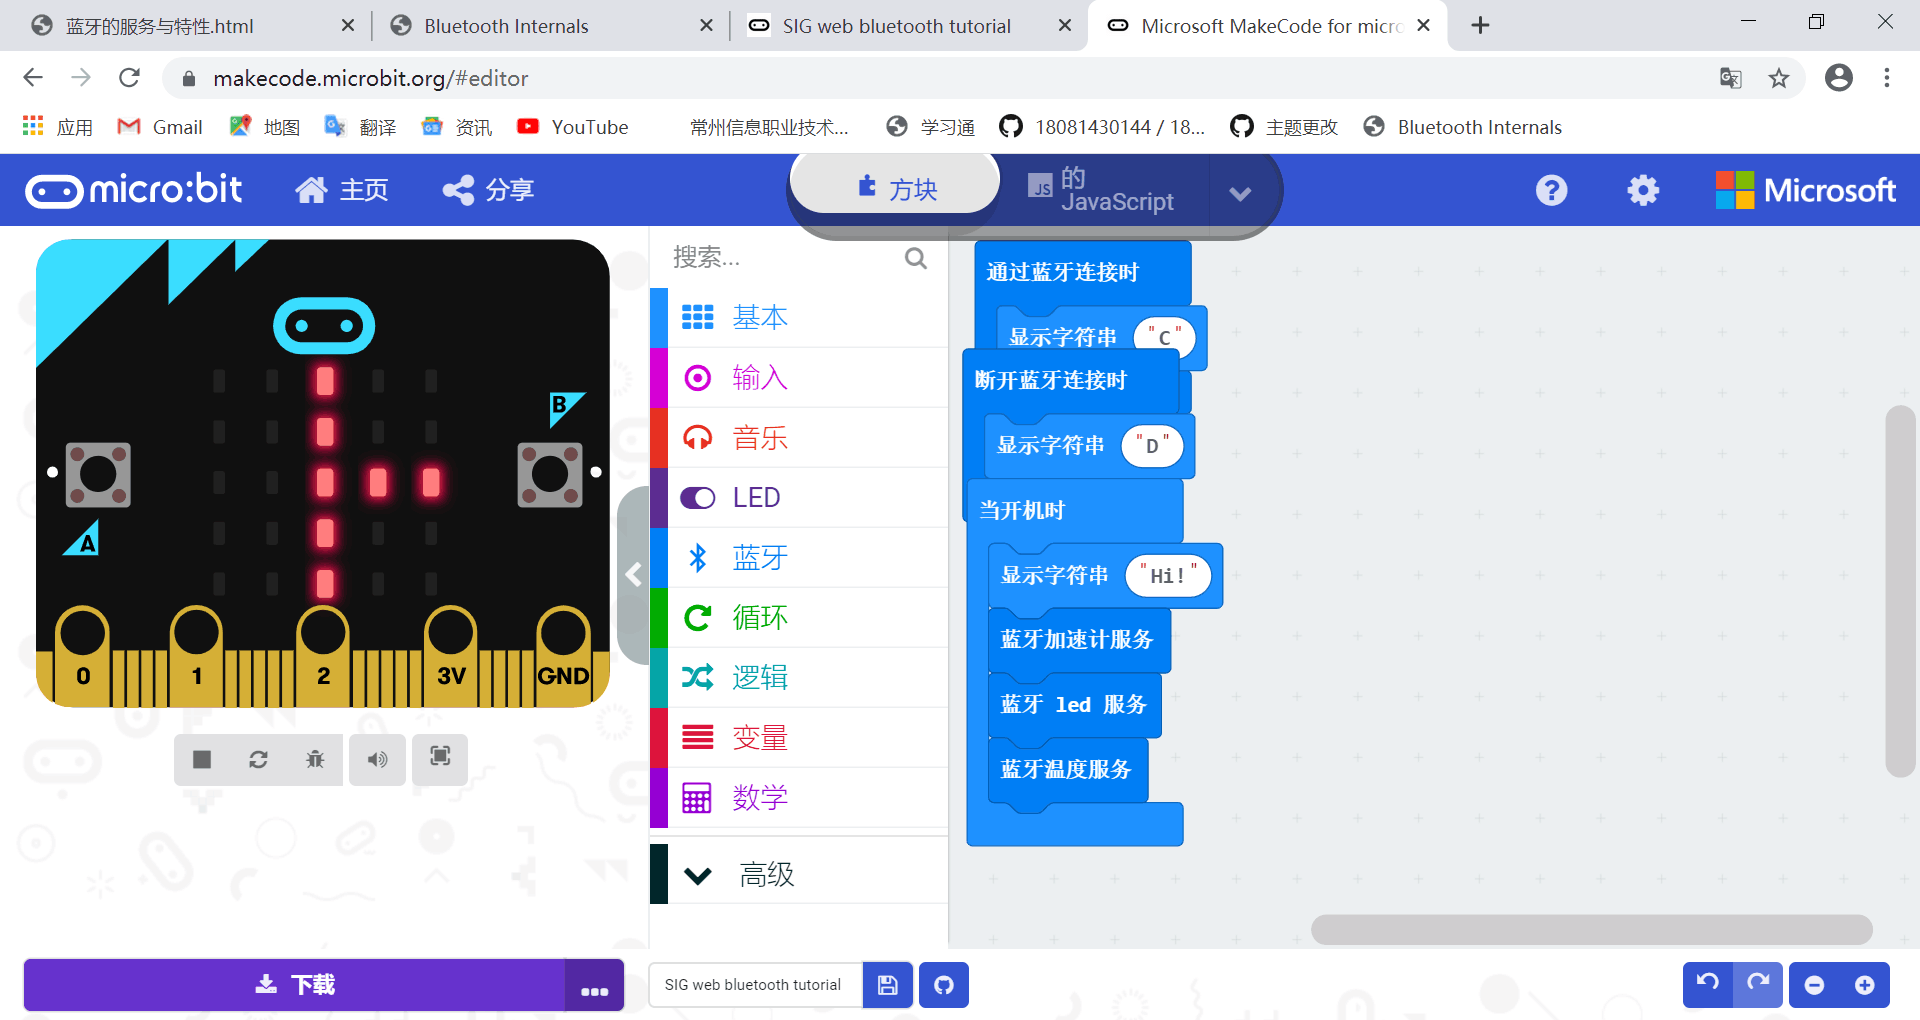 蓝牙的服务与特性.html
Bluetooth Internals
SIG web bluetooth tutorial
Microsoft MakeCode for micro
makecode.microbit.org/#editor
应用
Gmail
地图
翻译
资讯
YouTube
常州信息职业技术...
学习通
18081430144 / 18...
主题更改
Bluetooth Internals
micro:bit
主页
分享
方块
JS
的
JavaScript
Microsoft
搜索...
基本
输入
音乐
LED
蓝牙
循环
逻辑
变量
数学
高级
B
A
0
1
2
3V
GND
通过蓝牙连接时
显示字符串 "C"
断开蓝牙连接时
显示字符串 "D"
当开机时
显示字符串 "Hi!"
蓝牙加速计服务
蓝牙 led 服务
蓝牙温度服务
下载
...
SIG web bluetooth tutorial